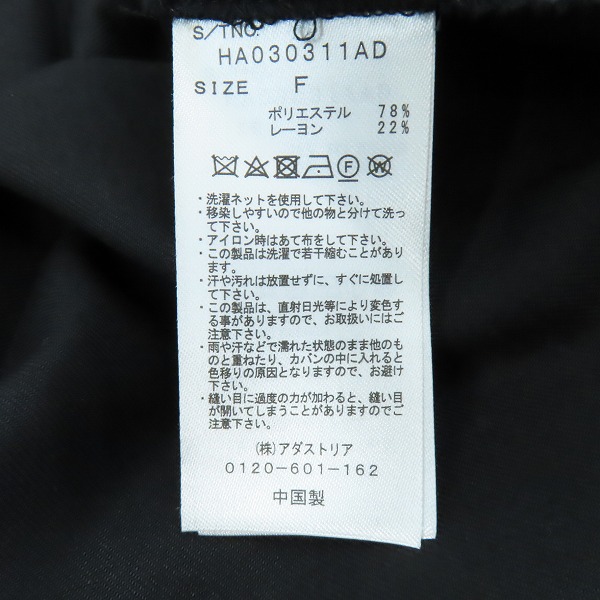 S/TNO.
HA030311AD
SIZE F
ポリエステル 78%
レーヨン 22%
F W
・洗濯ネットを使用して下さい。
・移染しやすいので他の物と分けて洗っ
て下さい。
・アイロン時はあて布をして下さい。
・この製品は洗濯で若干縮むことがあり
ます。
・汗や汚れは放置せずに、すぐに処置し
て下さい。
・この製品は、直射日光等により変色す
る事がありますので、お取扱いにはご
注意下さい。
・雨や汗などで濡れた状態のまま他のも
のと重ねたり、カバンの中に入れると
色移りの原因となりますので、お避け
下さい。
・縫い目に過度の力が加わると、縫い目
が開いてしまうことがありますのでご
注意ください。
(株)アダストリア
0120-601-162
中国製